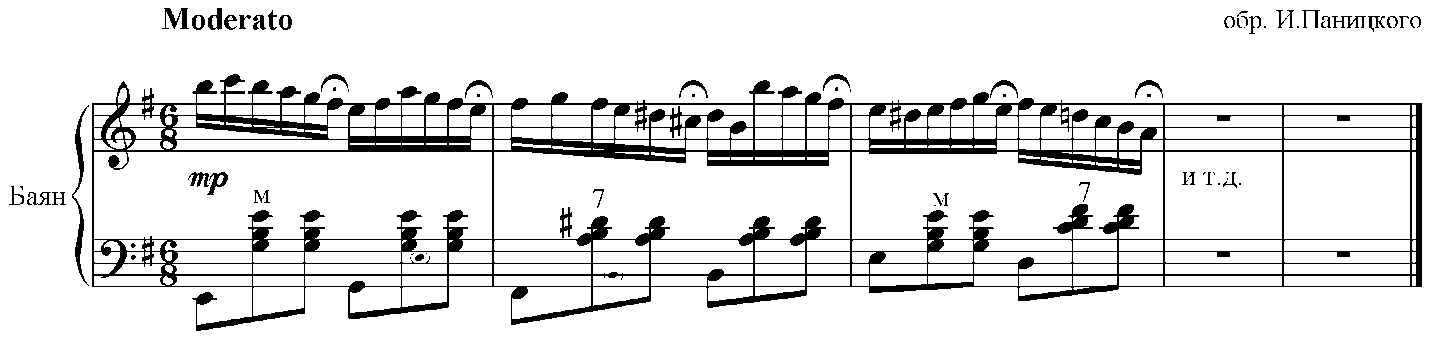 Moderato
обр. И.Паницкого
6
8
mp
и т.д.
Баян
м
7
м
7
6
8